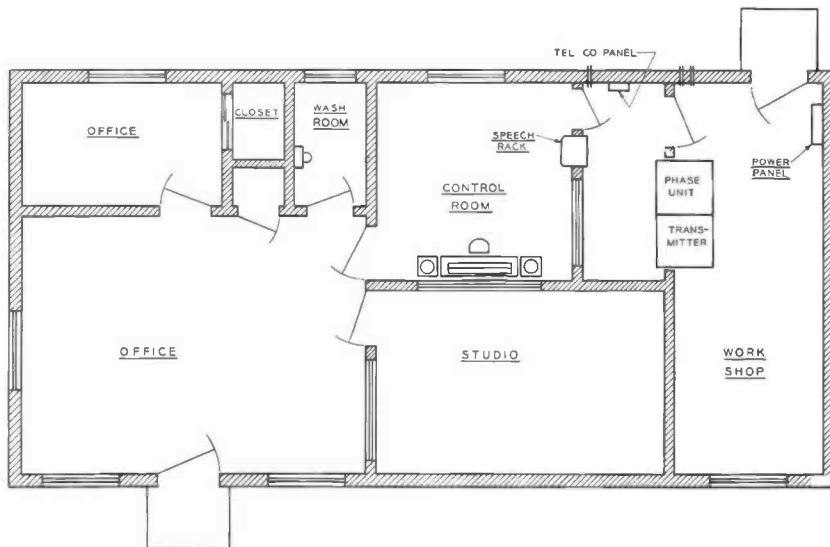 TEL CO PANEL
OFFICE
CLOSET
WASH
ROOM
SPEECH
RACK
POWER
PANEL
CONTROL
ROOM
PHASE
UNIT
TRANS-
MITTER
OFFICE
STUDIO
WORK
SHOP